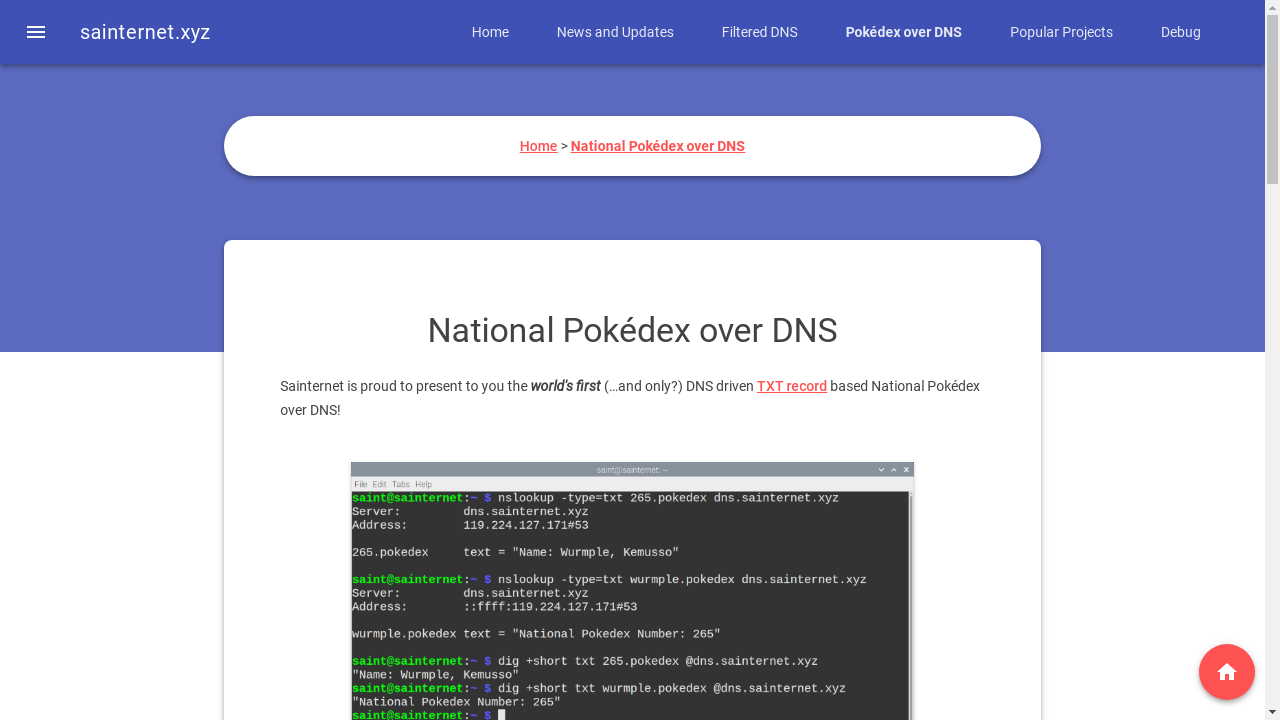 sainternet.xyz
Home
News and Updates
Filtered DNS
Pokédex over DNS
Popular Projects
Debug
Home > National Pokédex over DNS
National Pokédex over DNS
Sainternet is proud to present to you the world's first (…and only?) DNS driven TXT record based National Pokédex
over DNS!
saint@sainternet: ~
File Edit Tabs Help
saint@sainternet:~ $ nslookup -type=txt 265.pokedex dns.sainternet.xyz
Server: dns.sainternet.xyz
Address: 119.224.127.171#53
265.pokedex text = "Name: Wurmple, Kemusso"
saint@sainternet:~ $ nslookup -type=txt wurmple.pokedex dns.sainternet.xyz
Server: dns.sainternet.xyz
Address: ::ffff:119.224.127.171#53
wurmple.pokedex text = "National Pokedex Number: 265"
saint@sainternet:~ $ dig +short txt 265.pokedex @dns.sainternet.xyz
"Name: Wurmple, Kemusso"
saint@sainternet:~ $ dig +short txt wurmple.pokedex @dns.sainternet.xyz
"National Pokedex Number: 265"
saint@sainternet:~ $